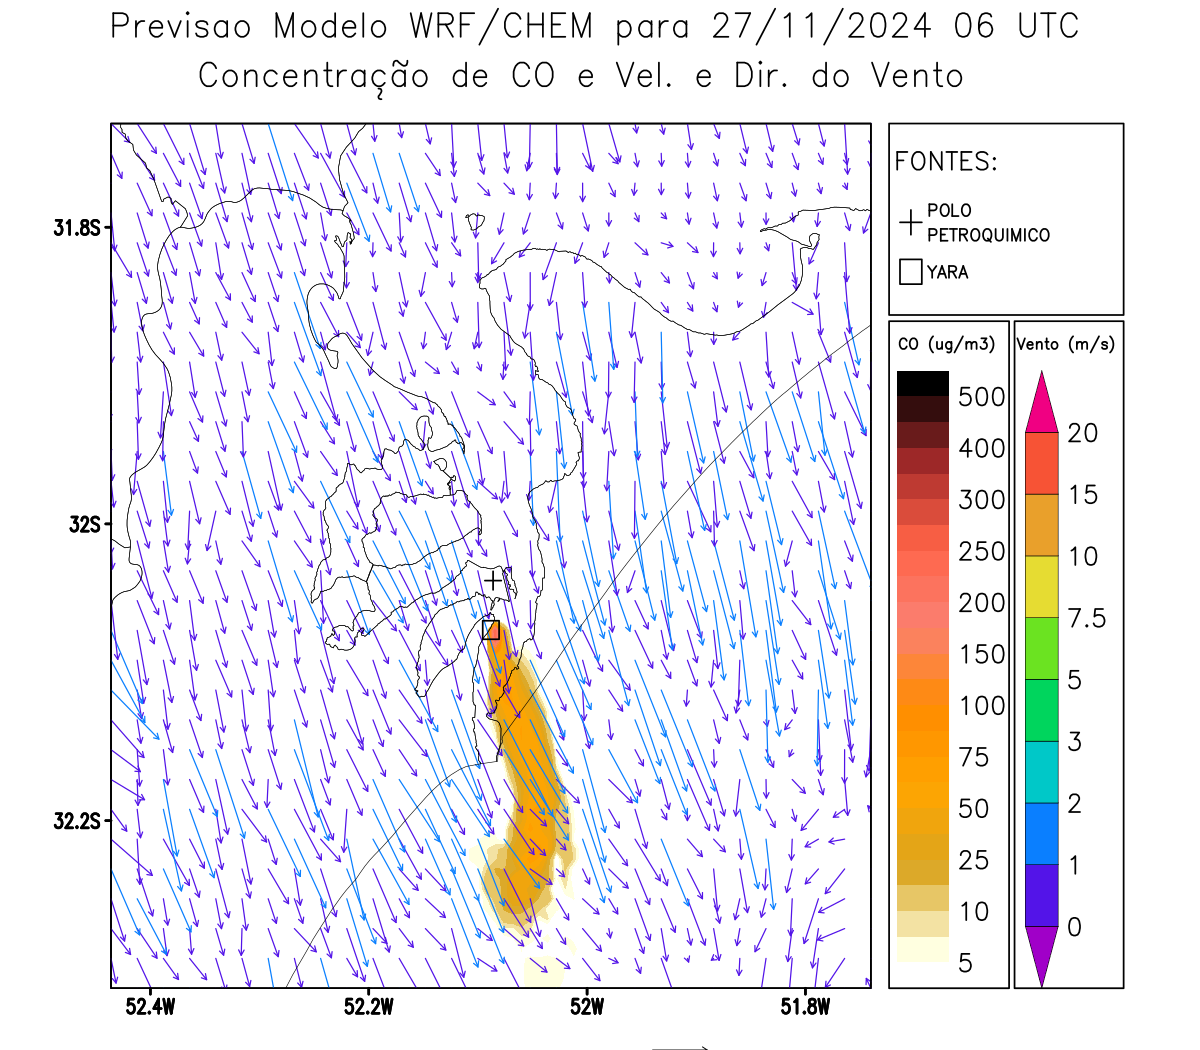 Previsao Modelo WRF/CHEM para 27/11/2024 06 UTC
Concentração de CO e Vel. e Dir. do Vento
FONTES:
POLO
PETROQUIMICO
YARA
CO (ug/m3)
500
400
300
250
200
150
100
75
50
25
10
5
Vento (m/s)
20
15
10
7.5
5
3
2
1
0
31.8S
32S
32.2S
52.4W
52.2W
52W
51.8W